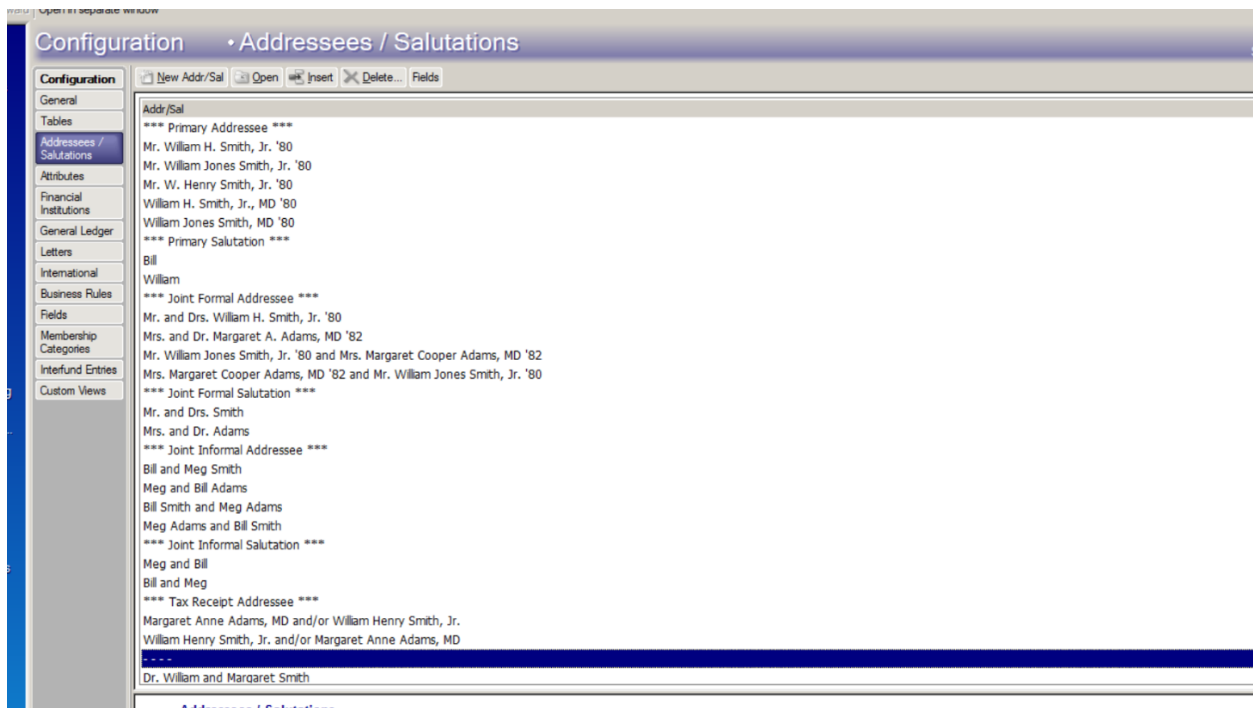 Open in separate window
Configuration • Addressees / Salutations
Configuration
New Addr/Sal Open Insert Delete... Fields
General
Tables
Addressees /
Salutations
Attributes
Financial
Institutions
General Ledger
Letters
International
Business Rules
Fields
Membership
Categories
Interfund Entries
Custom Views
Addr/Sal
*** Primary Addressee ***
Mr. William H. Smith, Jr. '80
Mr. William Jones Smith, Jr. '80
Mr. W. Henry Smith, Jr. '80
William H. Smith, Jr., MD '80
William Jones Smith, MD '80
*** Primary Salutation ***
Bill
William
*** Joint Formal Addressee ***
Mr. and Drs. William H. Smith, Jr. '80
Mrs. and Dr. Margaret A. Adams, MD '82
Mr. William Jones Smith, Jr. '80 and Mrs. Margaret Cooper Adams, MD '82
Mrs. Margaret Cooper Adams, MD '82 and Mr. William Jones Smith, Jr. '80
*** Joint Formal Salutation ***
Mr. and Drs. Smith
Mrs. and Dr. Adams
*** Joint Informal Addressee ***
Bill and Meg Smith
Meg and Bill Adams
Bill Smith and Meg Adams
Meg Adams and Bill Smith
*** Joint Informal Salutation ***
Meg and Bill
Bill and Meg
*** Tax Receipt Addressee ***
Margaret Anne Adams, MD and/or William Henry Smith, Jr.
William Henry Smith, Jr. and/or Margaret Anne Adams, MD
- - - -
Dr. William and Margaret Smith
Addressees / Salutations